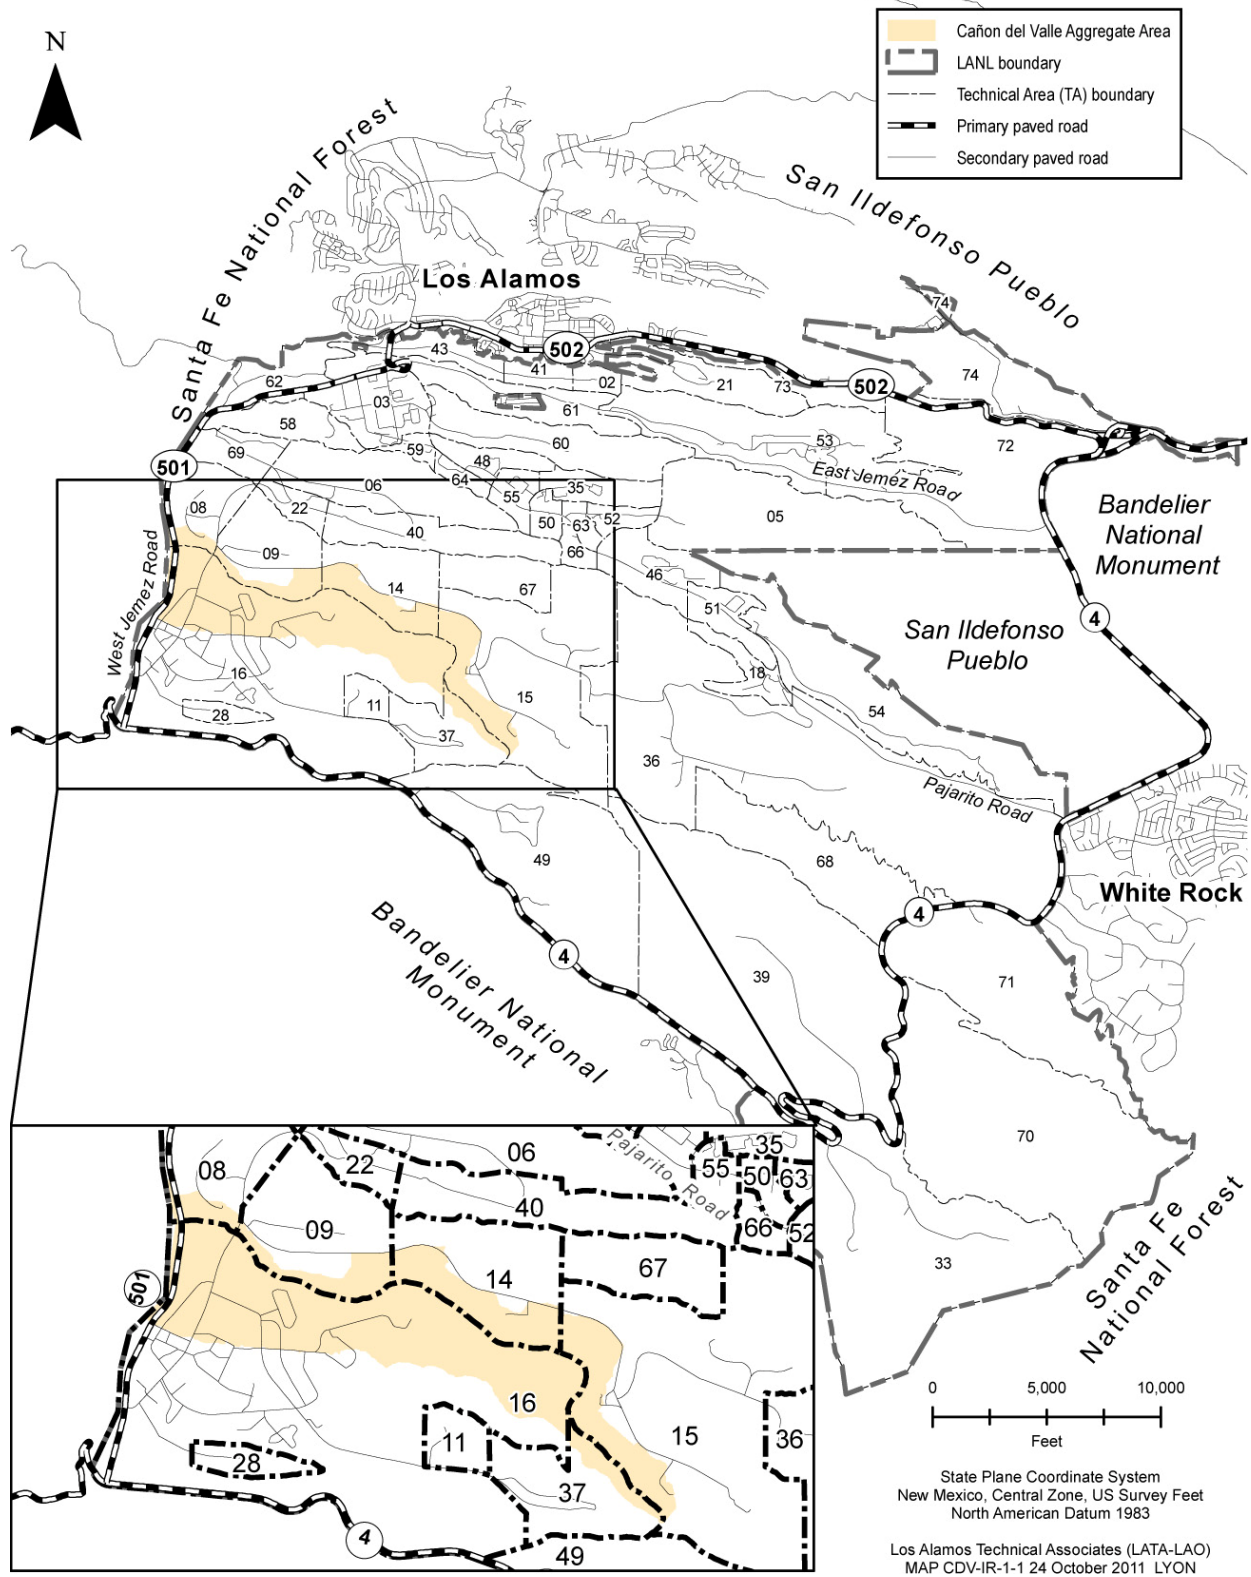 N
Cañon del Valle Aggregate Area
LANL boundary
Technical Area (TA) boundary
Primary paved road
Secondary paved road
Santa Fe National Forest
San Ildefonso Pueblo
Los Alamos
74
502
43
41
02
21
73
502
74
62
03
61
58
60
53
72
69
59
48
64
East Jemez Road
501
06
35
55
08
22
40
50
63
52
05
Bandelier
National
Monument
66
09
West Jemez Road
14
67
46
51
4
San Ildefonso
Pueblo
16
18
15
11
28
54
37
36
Pajarito Road
49
68
White Rock
4
Bandelier National
Monument
4
39
71
70
33
Santa Fe
National Forest
08
22
06
Pajarito Road
35
55
50
63
40
66
52
09
67
14
501
16
15
36
11
28
37
4
49
0
5,000
10,000
Feet
State Plane Coordinate System
New Mexico, Central Zone, US Survey Feet
North American Datum 1983
Los Alamos Technical Associates (LATA-LAO)
MAP CDV-IR-1-1 24 October 2011 LYON